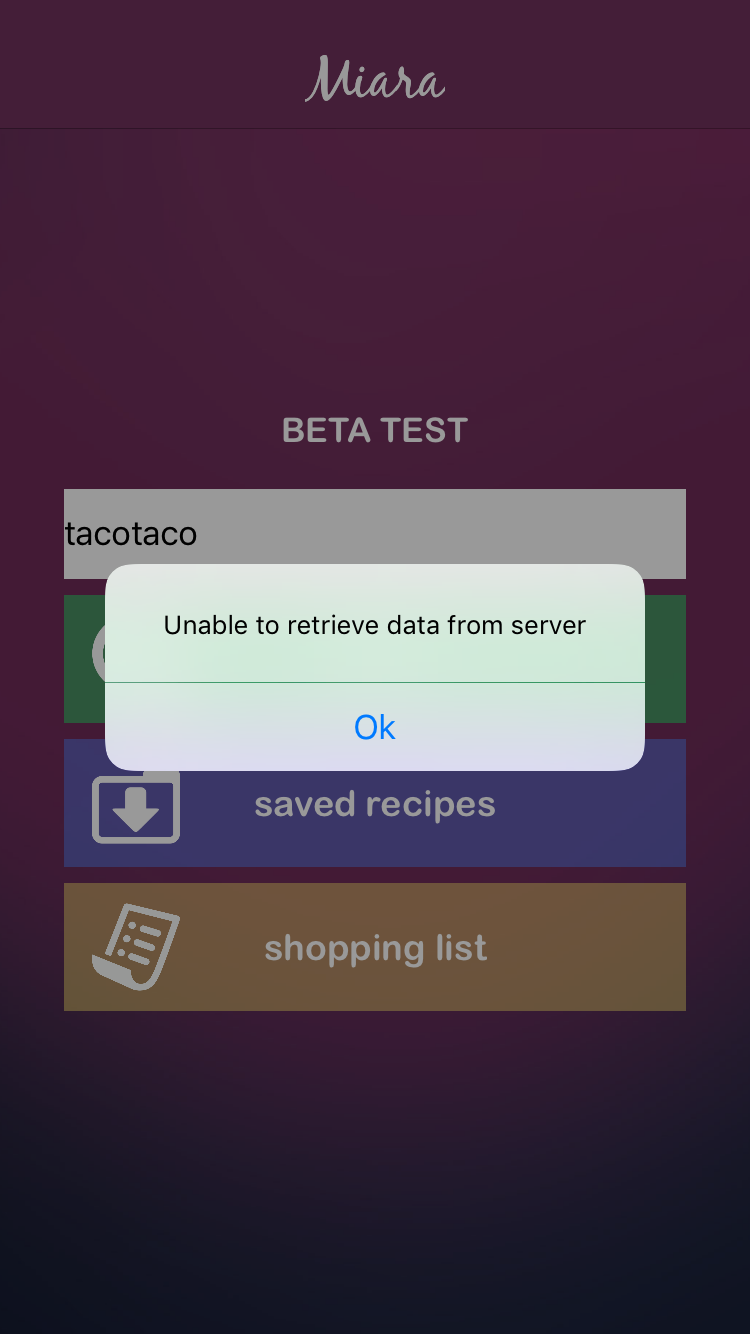 Miara
BETA TEST
tacotaco
Unable to retrieve data from server
Ok
saved recipes
shopping list